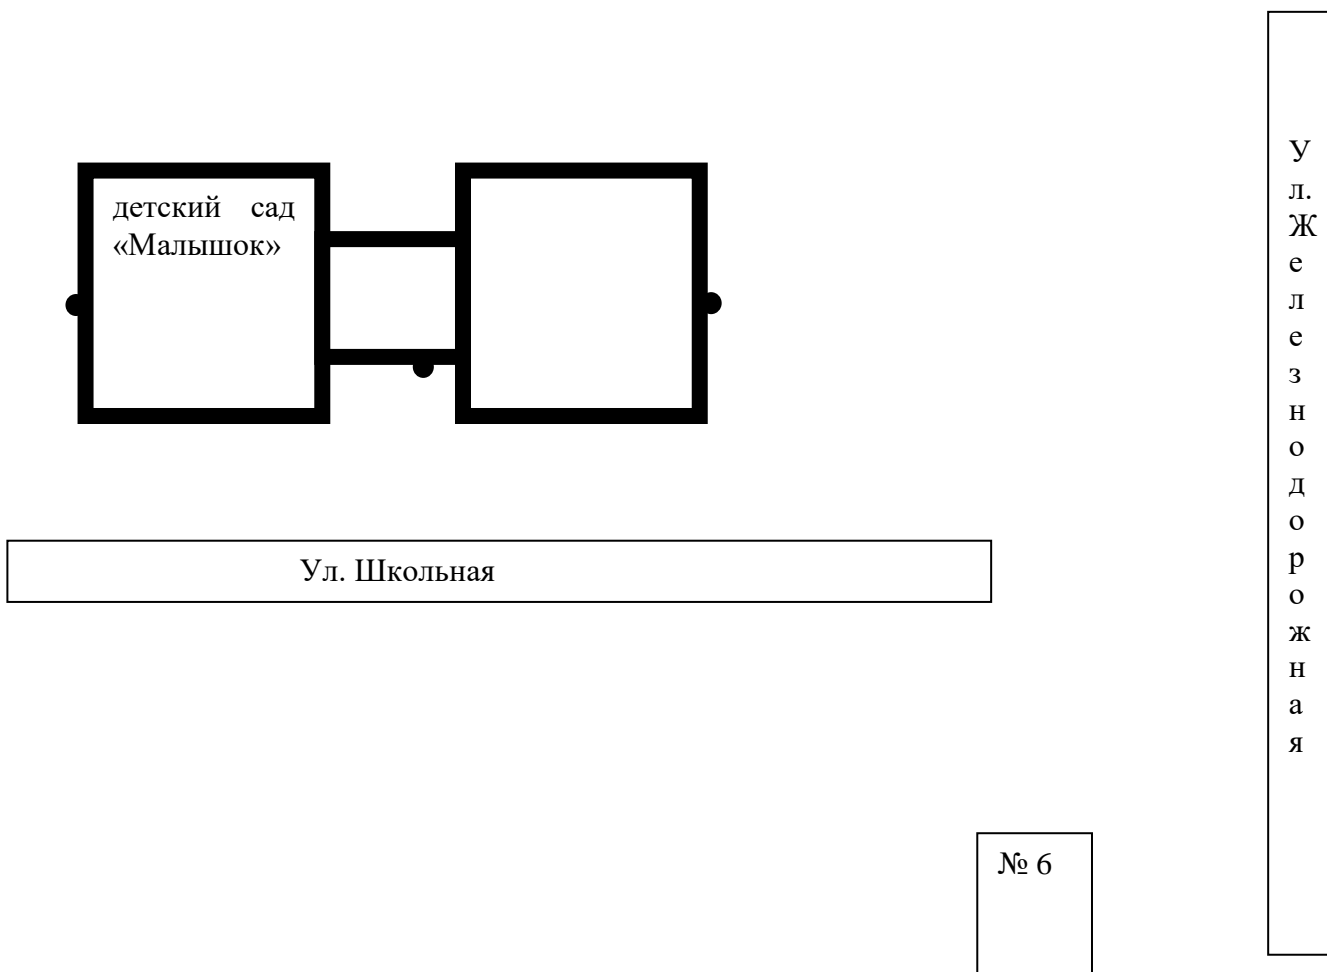 детский сад
«Малышок»
Ул. Школьная
№ 6
У
л.
Ж
е
л
е
з
н
о
д
о
р
о
ж
н
а
я